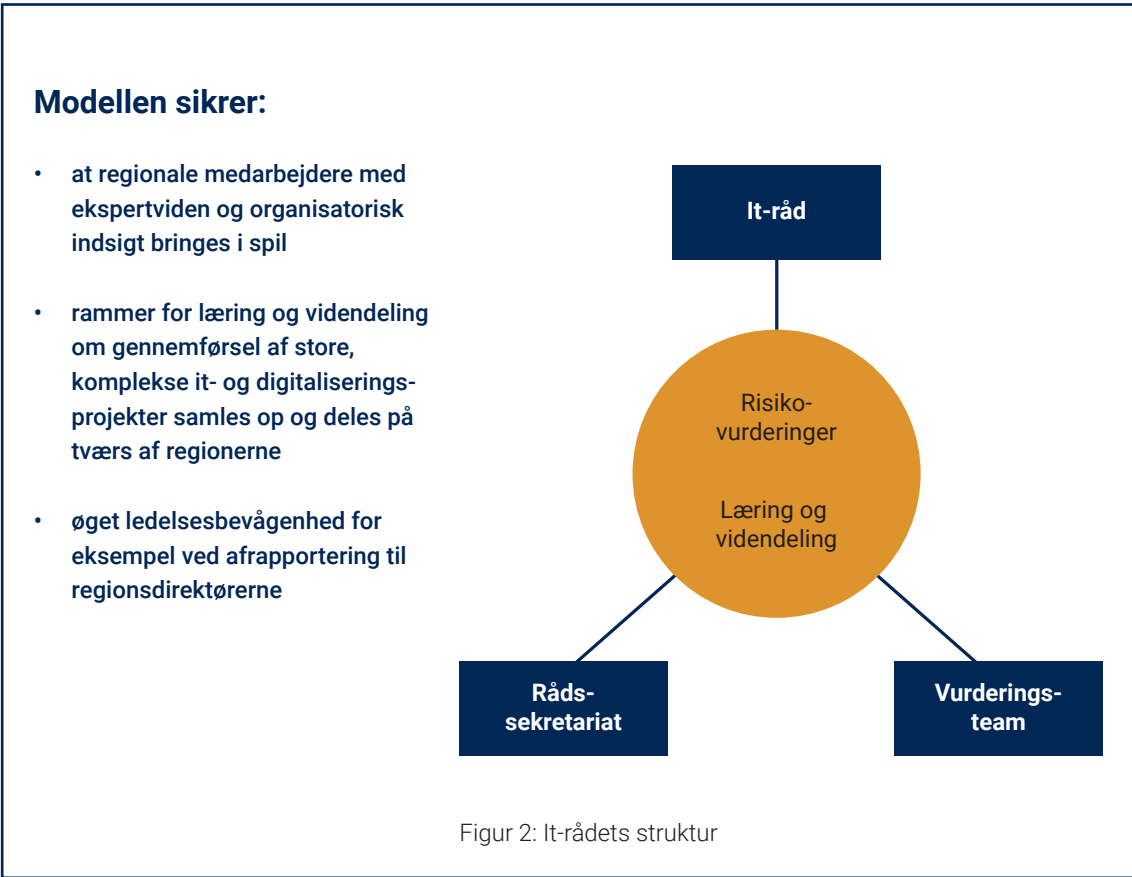 Modellen sikrer:
• at regionale medarbejdere med
ekspertviden og organisatorisk
indsigt bringes i spil
• rammer for læring og videndeling
om gennemførsel af store,
komplekse it- og digitaliserings-
projekter samles op og deles på
tværs af regionerne
• øget ledelsesbevågenhed for
eksempel ved afrapportering til
regionsdirektørerne
It-råd
Risiko-
vurderinger
Læring og
videndeling
Råds-
sekretariat
Vurderings-
team
Figur 2: It-rådets struktur